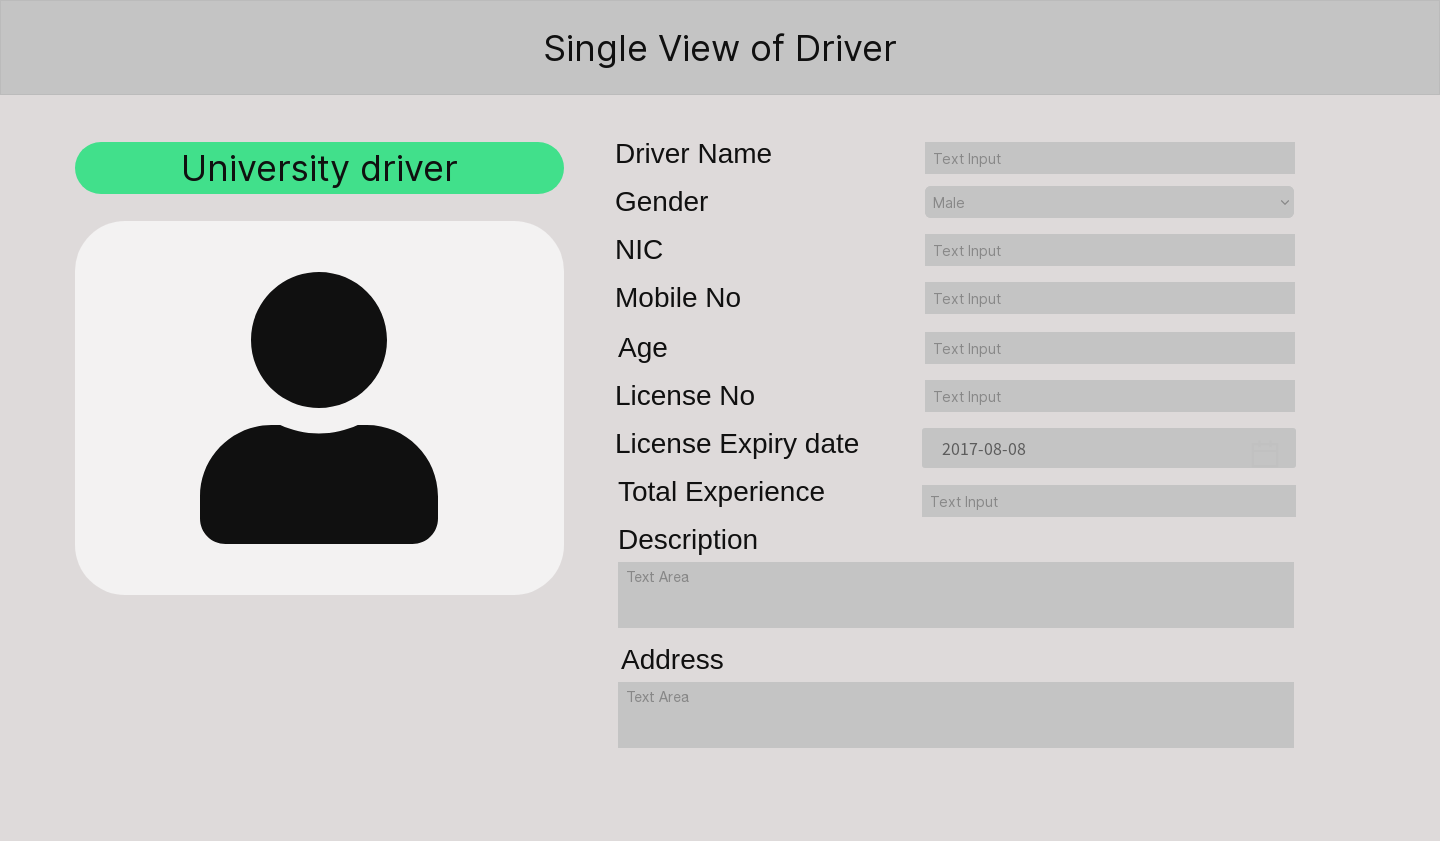 Single View of Driver
University driver
Driver Name
Text Input
Gender
Male
NIC
Text Input
Mobile No
Text Input
Age
Text Input
License No
Text Input
License Expiry date
2017-08-08
Total Experience
Text Input
Description
Text Area
Address
Text Area